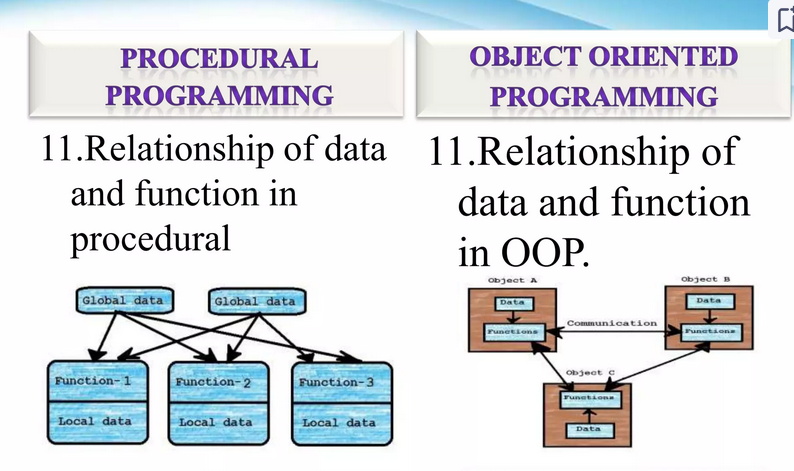 PROCEDURAL
PROGRAMMING
11.Relationship of data
and function in
procedural
Global data
Global data
Function-1
Local data
Function-2
Local data
Function-3
Local data
OBJECT ORIENTED
PROGRAMMING
11.Relationship of
data and function
in OOP.
Object A
Data
Functions
Communication
Object B
Data
Functions
Object C
Functions
Data